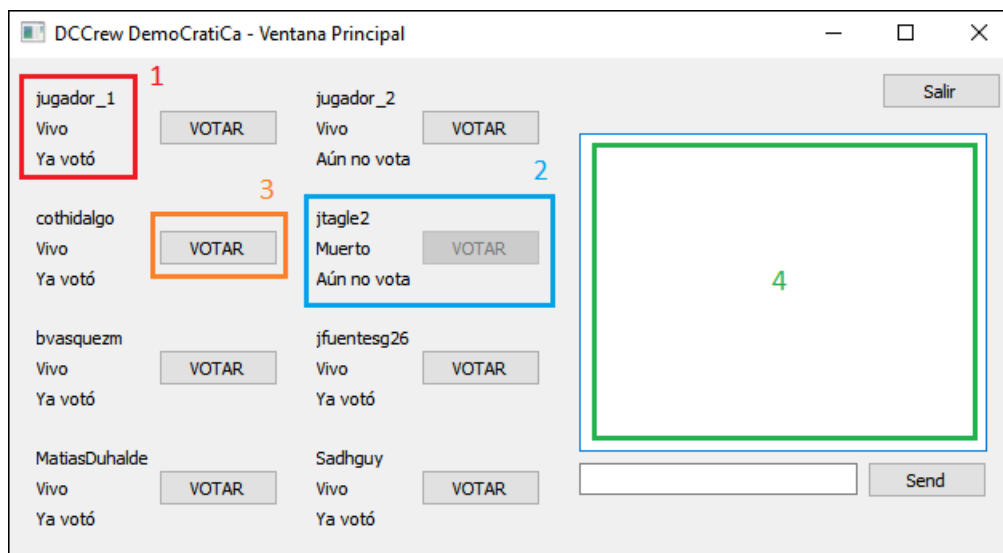 DCCrew DemoCratiCa - Ventana Principal
1
jugador_1
Vivo
VOTAR
Ya votó
jugador_2
Vivo
VOTAR
Aún no vota
Salir
3
cothidalgo
Vivo
VOTAR
Ya votó
2
jtagle2
Muerto
VOTAR
Aún no vota
4
bvasquezm
Vivo
VOTAR
Ya votó
jfuentesg26
Vivo
VOTAR
Ya votó
MatiasDuhalde
Vivo
VOTAR
Ya votó
Sadhguy
Vivo
VOTAR
Ya votó
Send